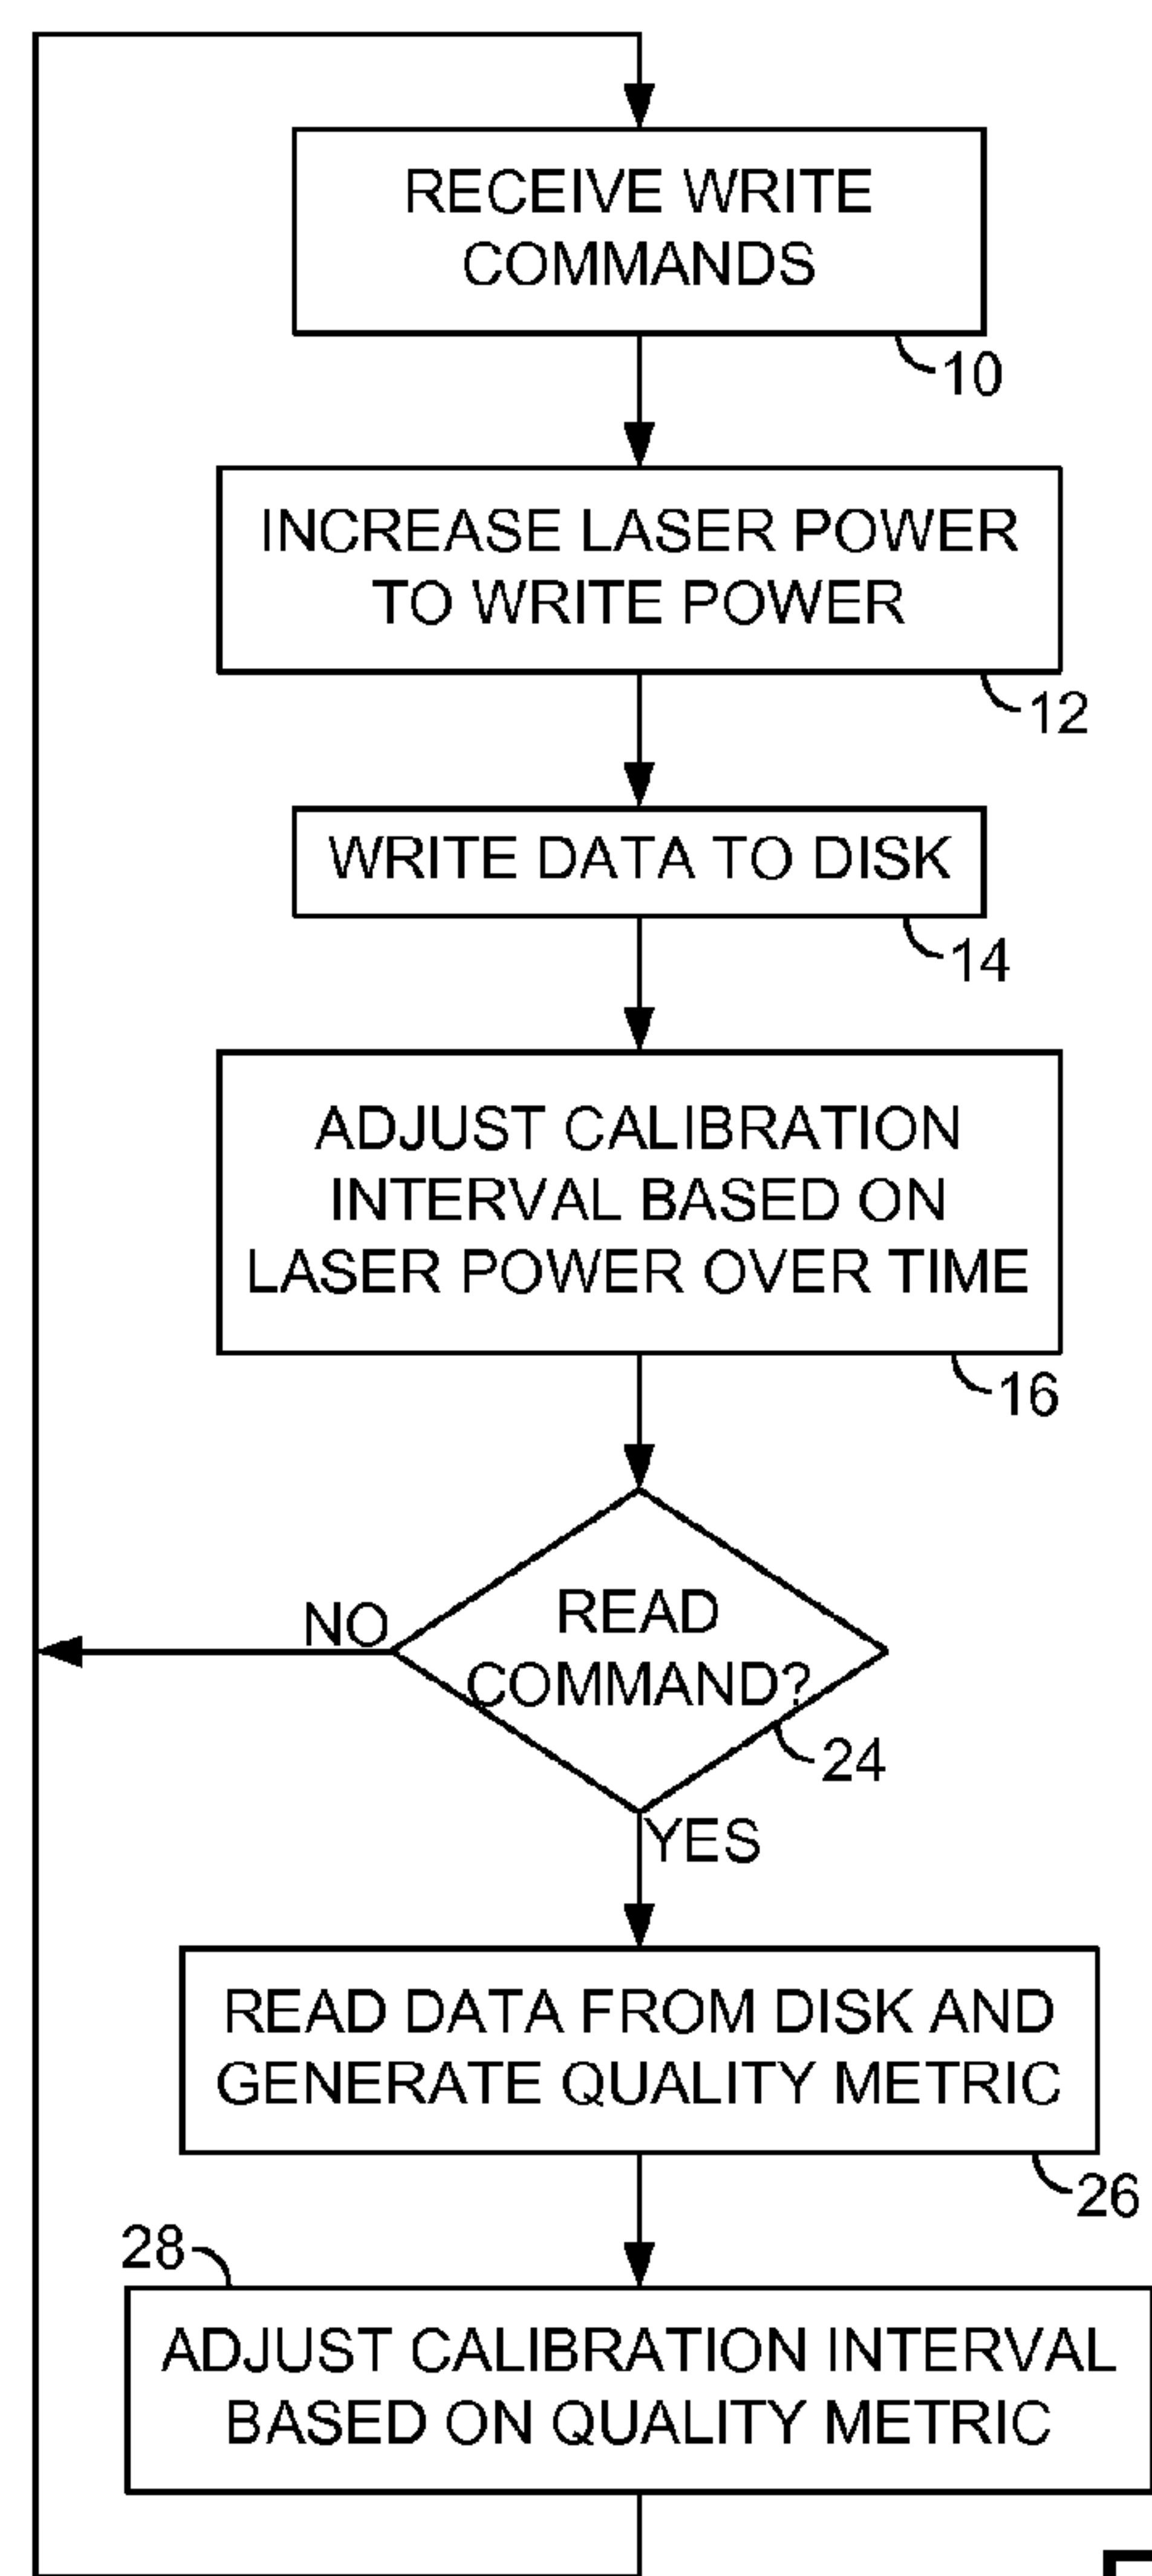 RECEIVE WRITE
COMMANDS
10
INCREASE LASER POWER
TO WRITE POWER
12
WRITE DATA TO DISK
14
ADJUST CALIBRATION
INTERVAL BASED ON
LASER POWER OVER TIME
16
READ
COMMAND?
NO
24
YES
READ DATA FROM DISK AND
GENERATE QUALITY METRIC
26
28
ADJUST CALIBRATION INTERVAL
BASED ON QUALITY METRIC